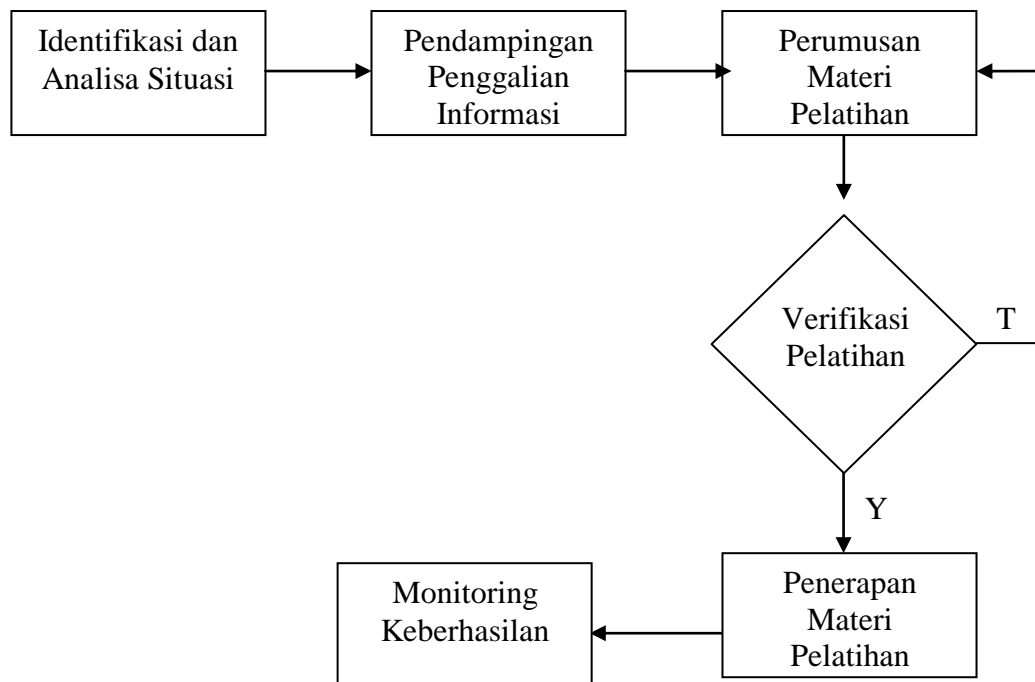 Identifikasi dan
Analisa Situasi
Pendampingan
Penggalian
Informasi
Perumusan
Materi
Pelatihan
Verifikasi
Pelatihan
T
Y
Penerapan
Materi
Pelatihan
Monitoring
Keberhasilan